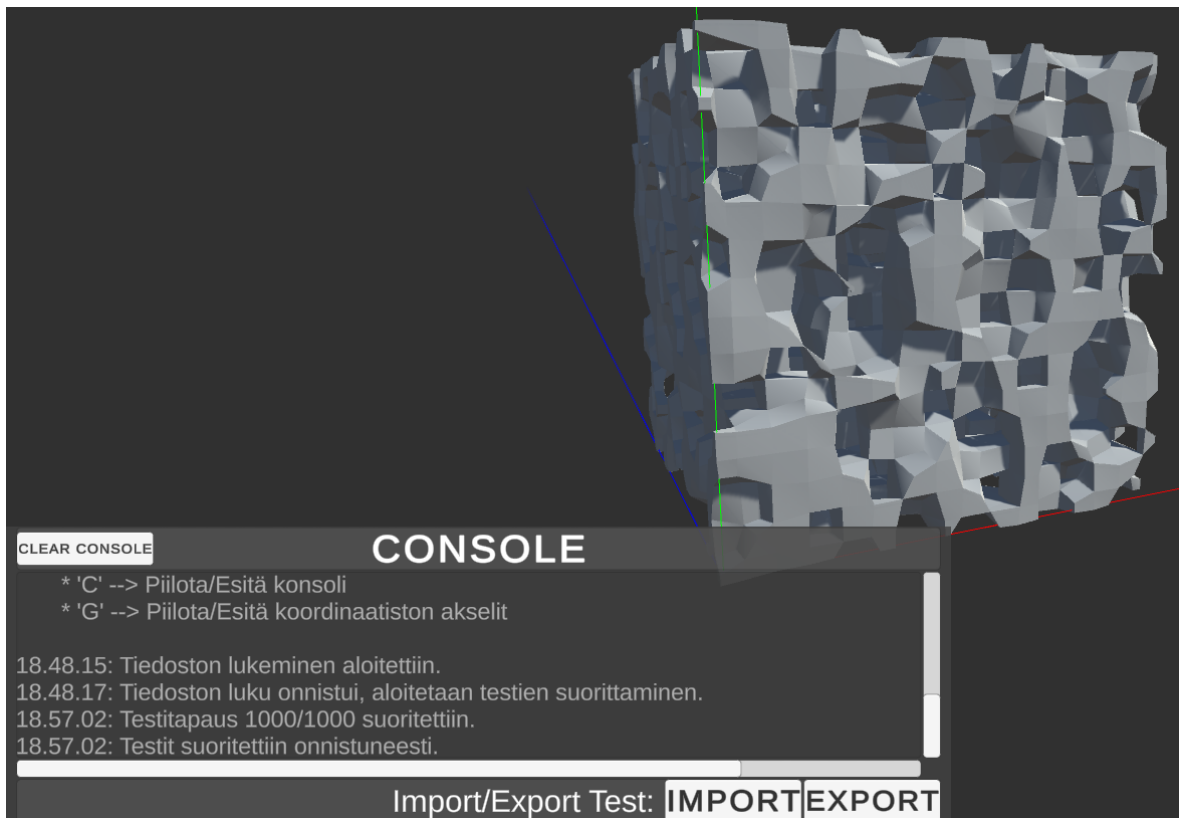 CLEAR CONSOLE
CONSOLE
* 'C' --> Piilota/Esitä konsoli
* 'G' --> Piilota/Esitä koordinaatiston akselit
18.48.15: Tiedoston lukeminen aloitettiin.
18.48.17: Tiedoston luku onnistui, aloitetaan testien suorittaminen.
18.57.02: Testitapaus 1000/1000 suoritettiin.
18.57.02: Testit suoritettiin onnistuneesti.
Import/Export Test: IMPORT EXPORT